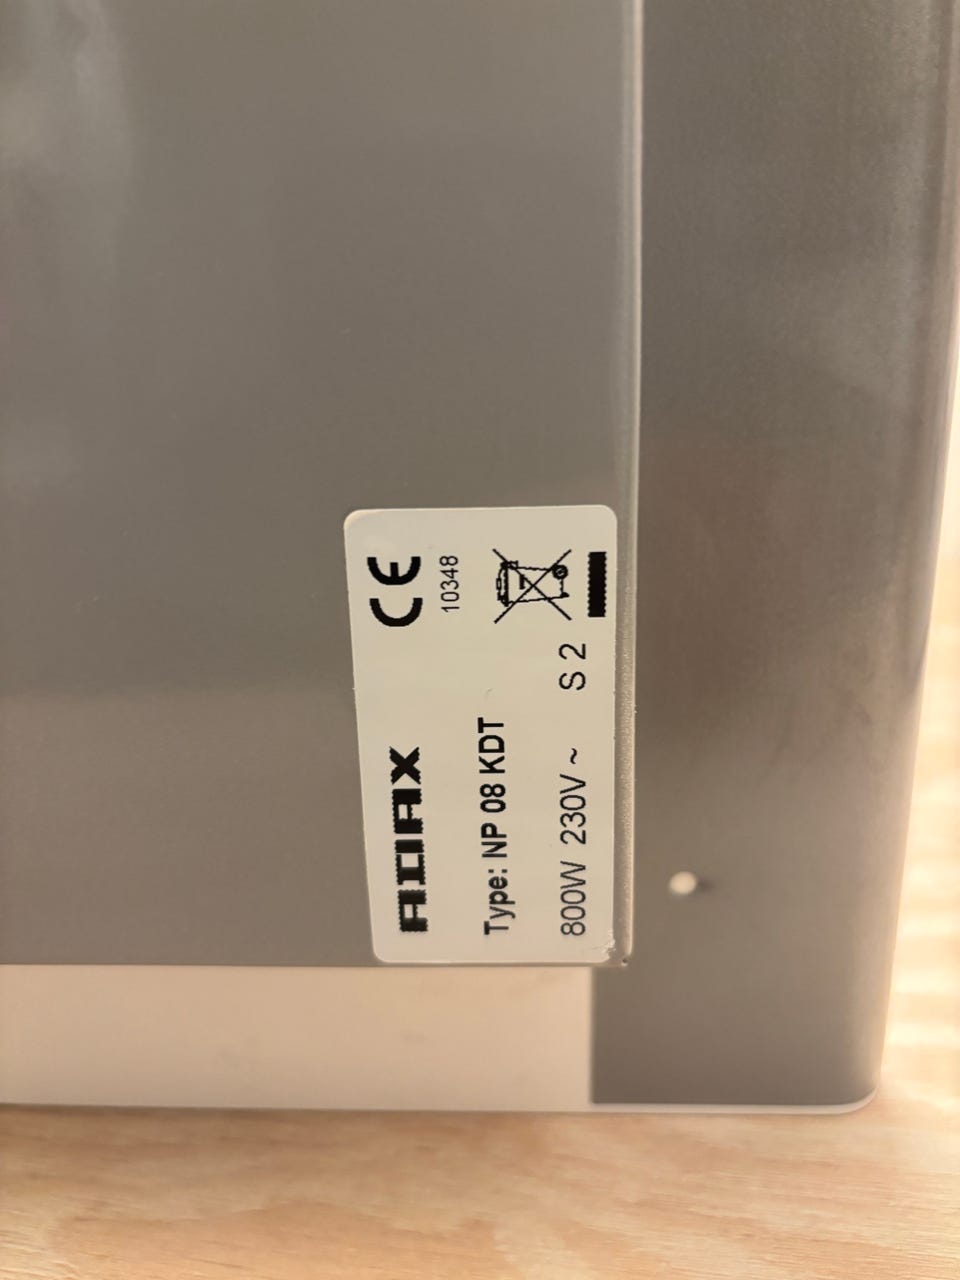 ADAX
CE
10348
Type: NP 08 KDT
800W 230V ~
S 2